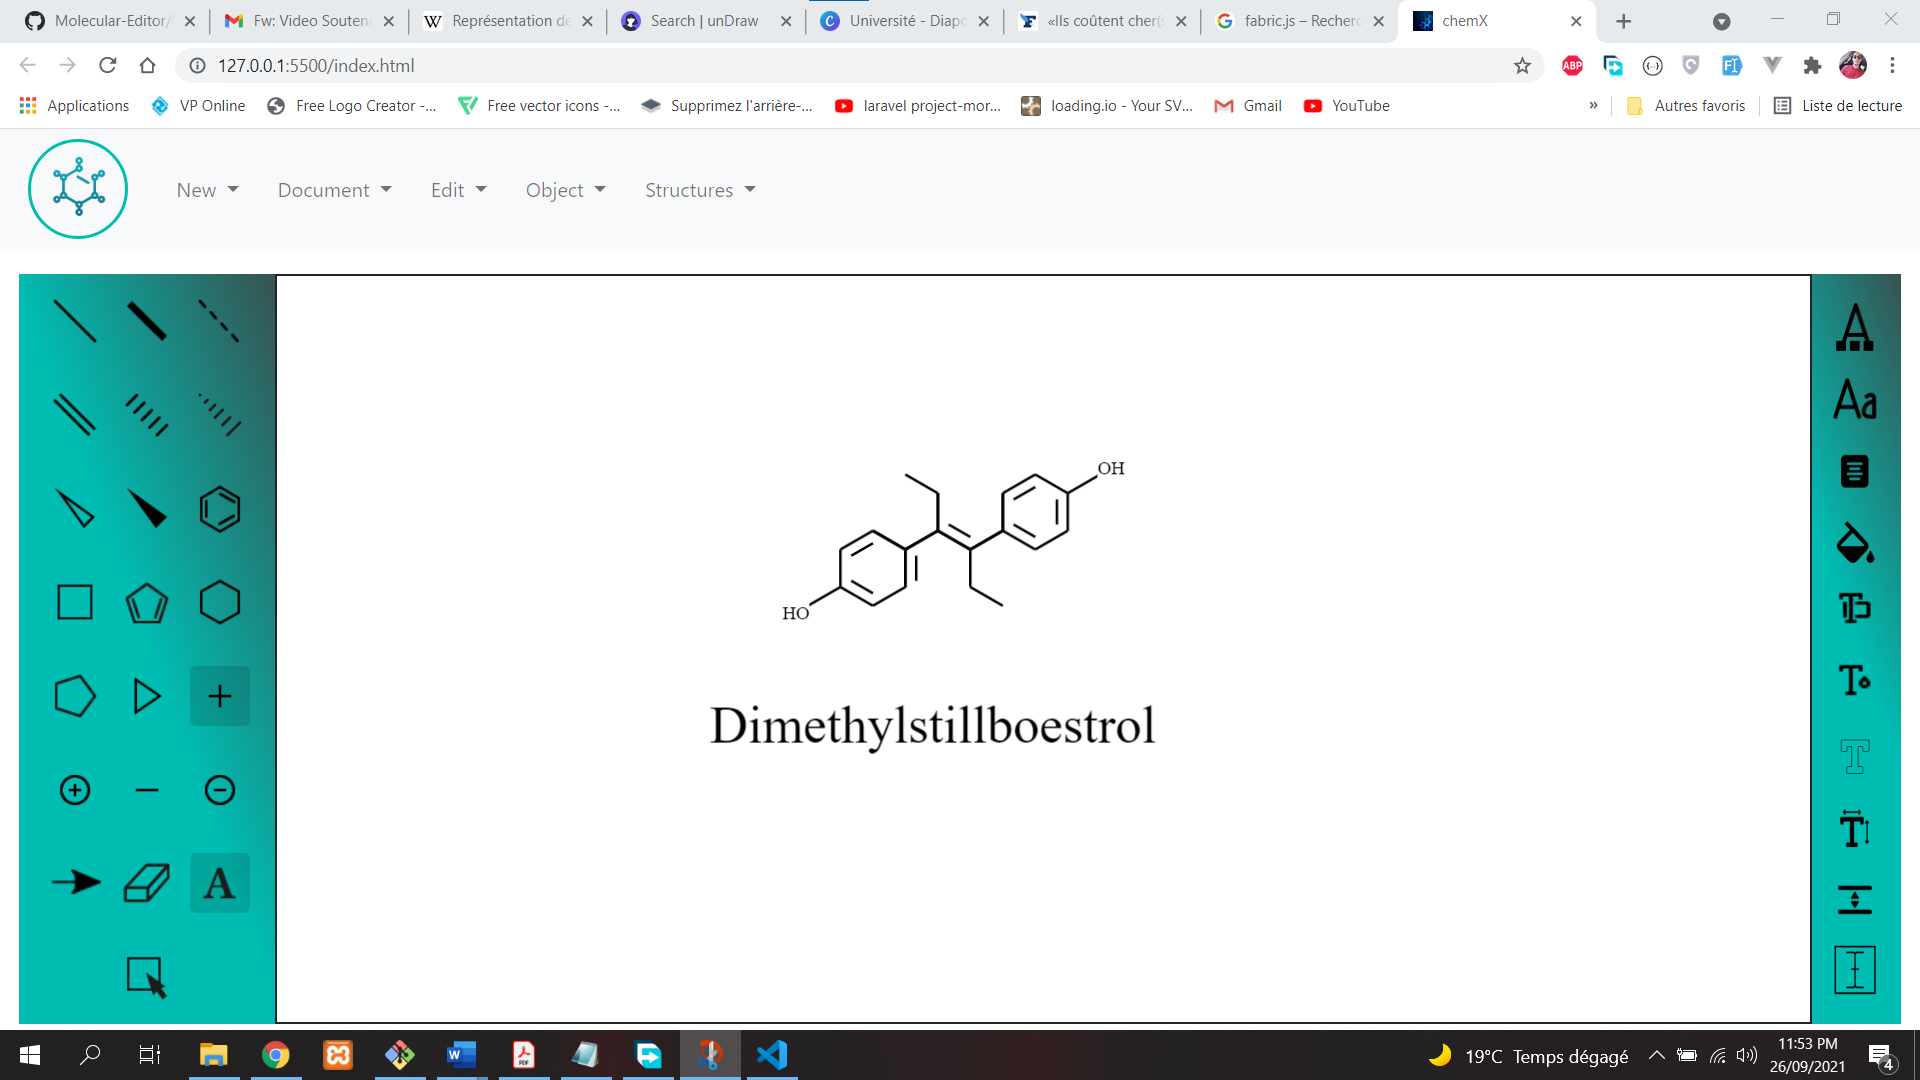 Molecular-Editor/
Fw: Video Souten
Représentation de
Search | unDraw
Université - Diapo
«Ils coûtent cher(s
fabric.js – Recherc
chemX
127.0.0.1:5500/index.html
ABP
Applications
VP Online
Free Logo Creator -...
Free vector icons -...
Supprimez l'arrière-...
laravel project-mor...
loading.io - Your SV...
Gmail
YouTube
»
Autres favoris
Liste de lecture
New
Document
Edit
Object
Structures
A
Aa
OH
HO
Dimethylstillboestrol
A
19°C Temps dégagé
11:53 PM
26/09/2021
4